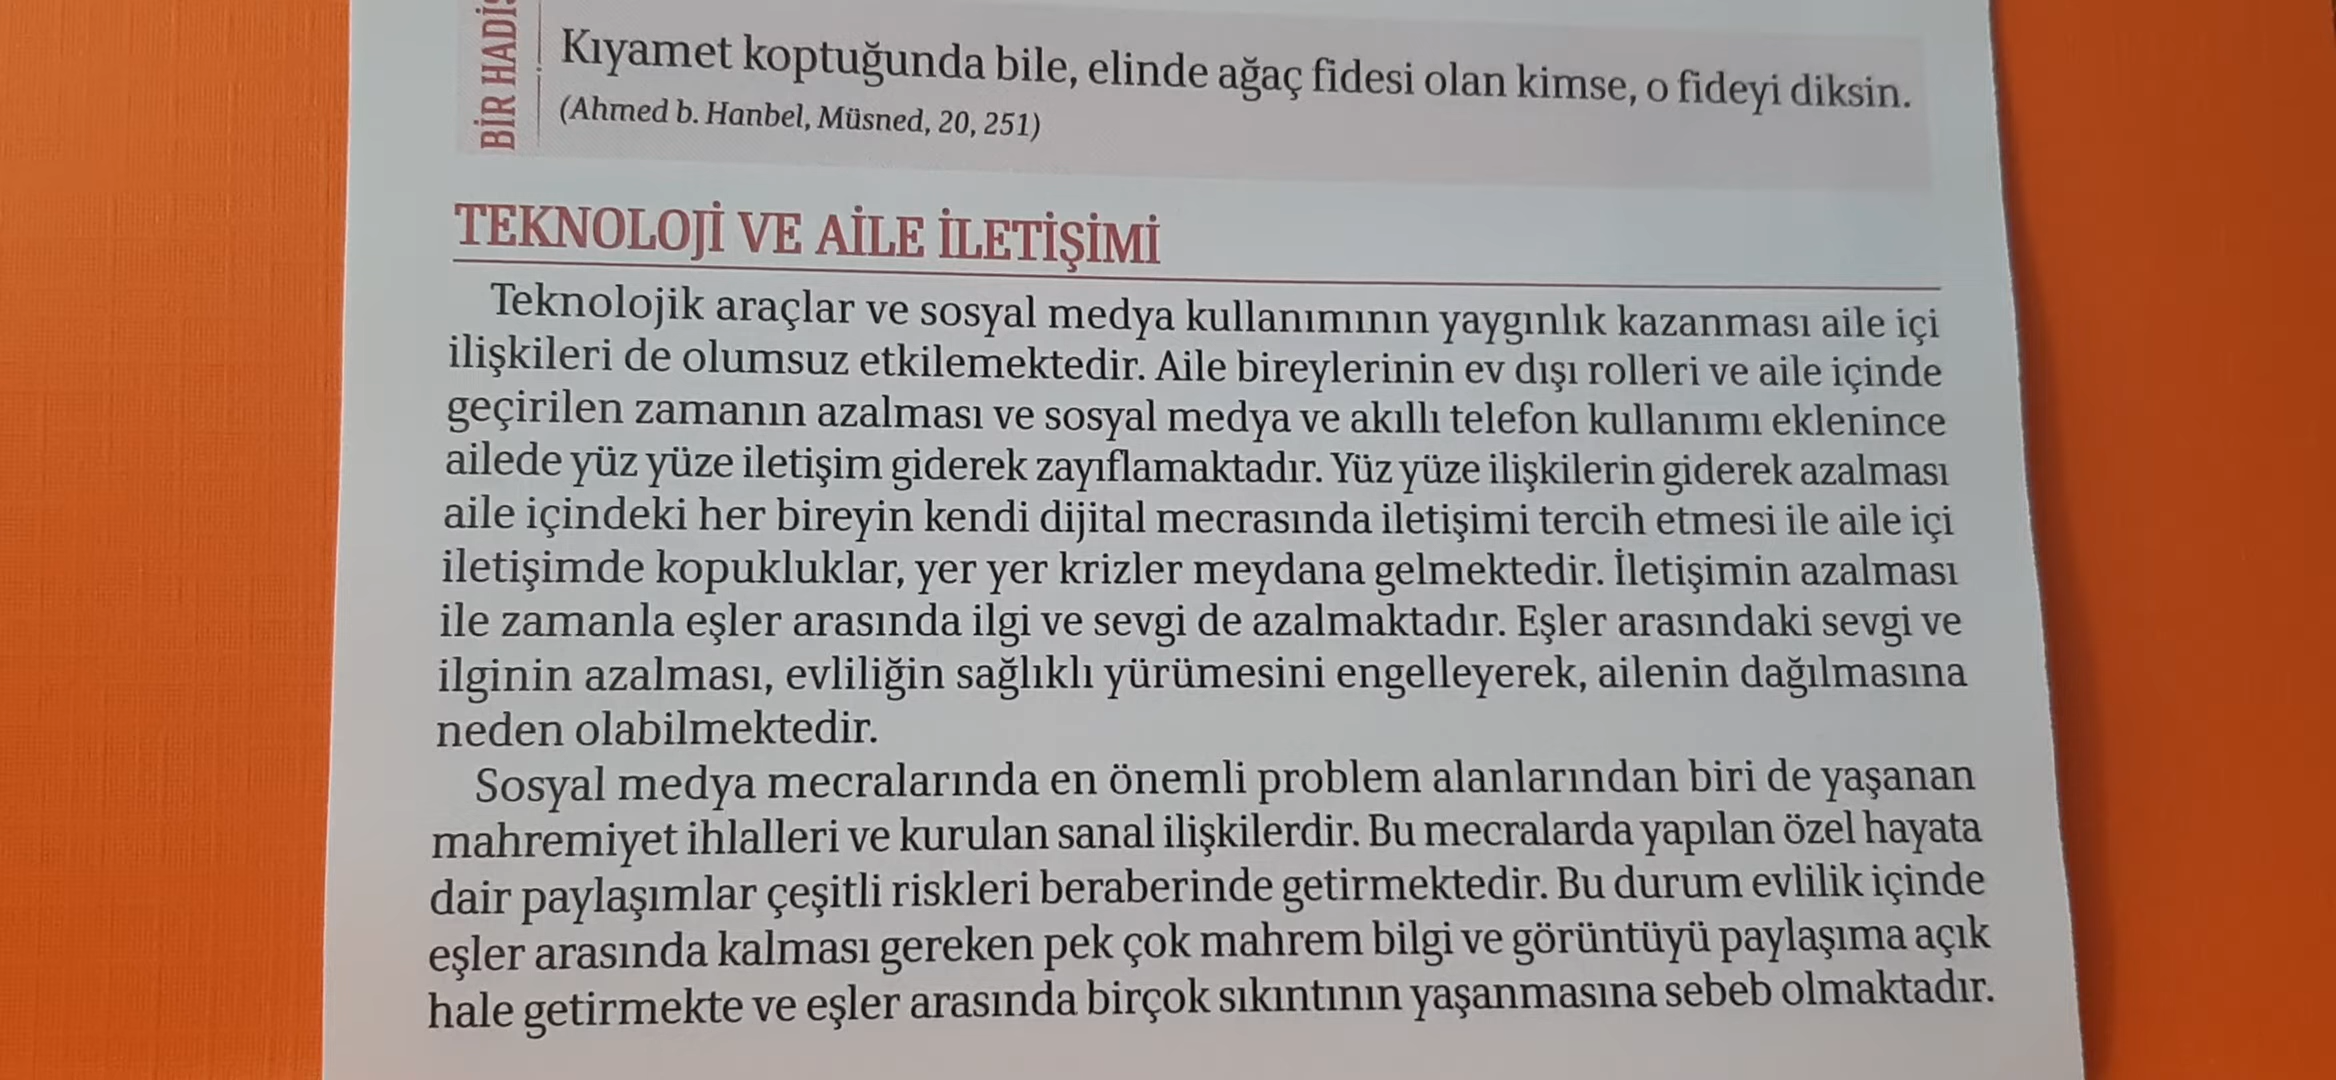 BİR HADİS
Kıyamet koptuğunda bile, elinde ağaç fidesi olan kimse, o fideyi diksin.
(Ahmed b. Hanbel, Müsned, 20, 251)
TEKNOLOJİ VE AİLE İLETİŞİMİ
Teknolojik araçlar ve sosyal medya kullanımının yaygınlık kazanması aile içi
ilişkileri de olumsuz etkilemektedir. Aile bireylerinin ev dışı rolleri ve aile içinde
geçirilen zamanın azalması ve sosyal medya ve akıllı telefon kullanımı eklenince
ailede yüz yüze iletişim giderek zayıflamaktadır. Yüz yüze ilişkilerin giderek azalması
aile içindeki her bireyin kendi dijital mecrasında iletişimi tercih etmesi ile aile içi
iletişimde kopukluklar, yer yer krizler meydana gelmektedir. İletişimin azalması
ile zamanla eşler arasında ilgi ve sevgi de azalmaktadır. Eşler arasındaki sevgi ve
ilginin azalması, evliliğin sağlıklı yürümesini engelleyerek, ailenin dağılmasına
neden olabilmektedir.
Sosyal medya mecralarında en önemli problem alanlarından biri de yaşanan
mahremiyet ihlalleri ve kurulan sanal ilişkilerdir. Bu mecralarda yapılan özel hayata
dair paylaşımlar çeşitli riskleri beraberinde getirmektedir. Bu durum evlilik içinde
eşler arasında kalması gereken pek çok mahrem bilgi ve görüntüyü paylaşıma açık
hale getirmekte ve eşler arasında birçok sıkıntının yaşanmasına sebeb olmaktadır.